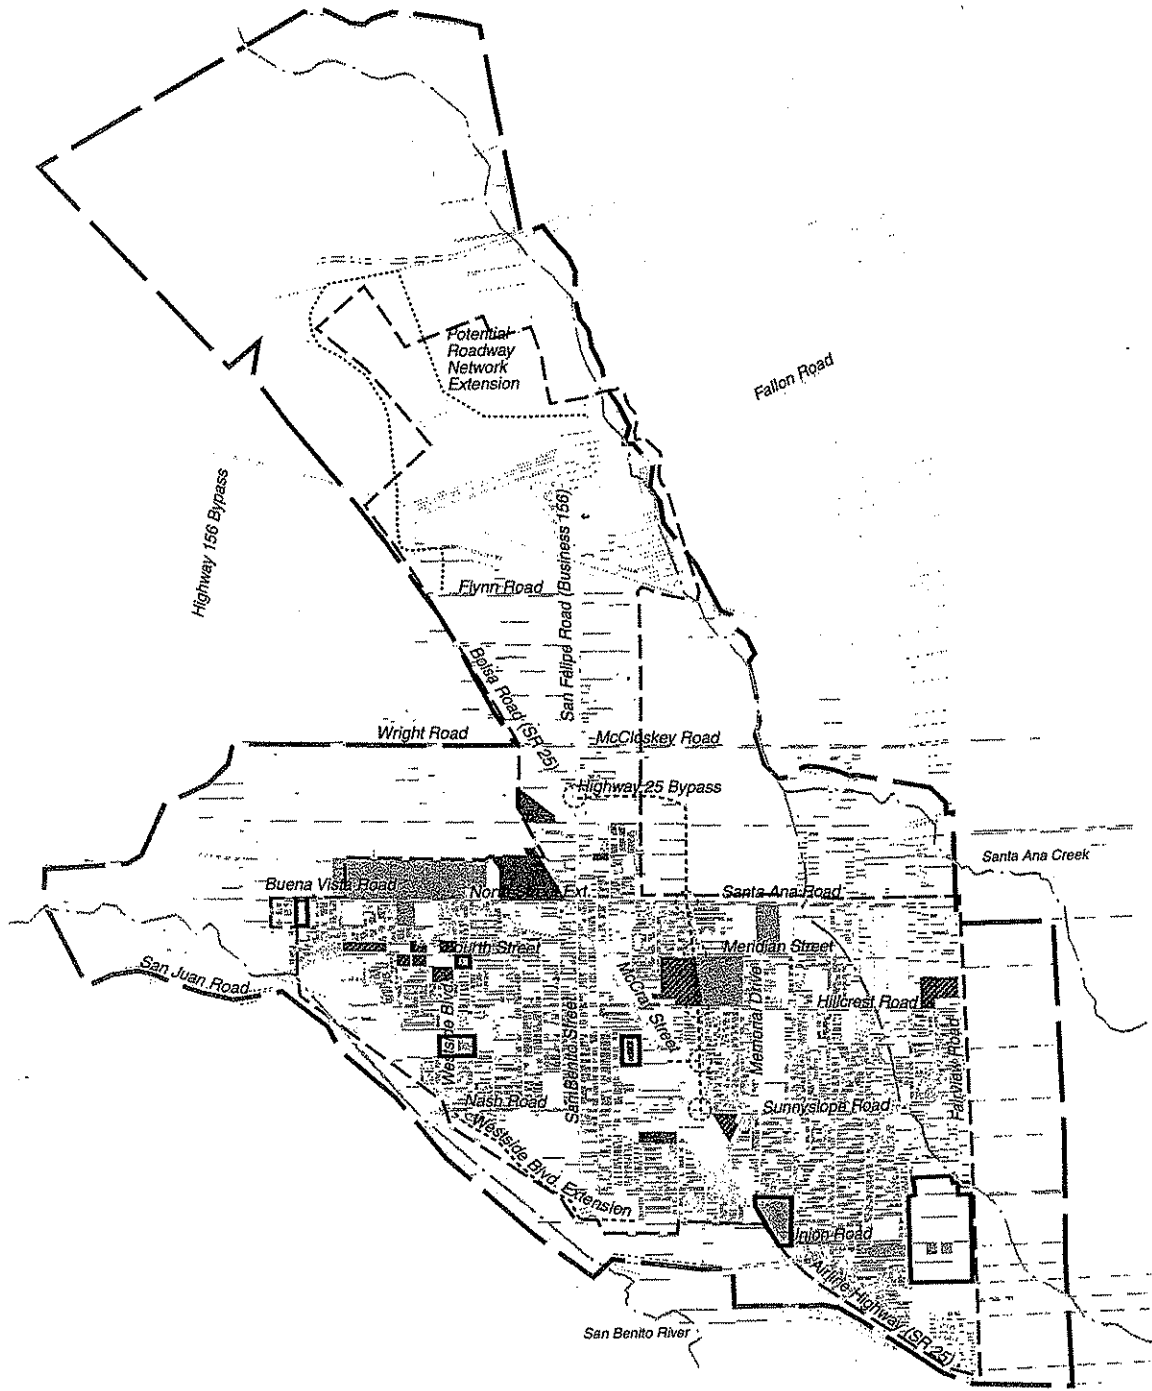 Potential
Roadway
Network
Extension
Fallon Road
Highway 156 Bypass
San Felipe Road (Business 156)
Flynn Road
Bolsa Road (SR 25)
Wright Road
McCloskey Road
Highway 25 Bypass
Santa Ana Creek
Buena Vista Road
North Street Ext.
Santa Ana Road
Fourth Street
Meridian Street
San Juan Road
Westside Blvd.
McCray Street
Hillcrest Road
San Benito Street
Memorial Drive
Fairview Road
Nash Road
Sunnyslope Road
Westside Blvd. Extension
Union Road
Airline Highway (SR 25)
San Benito River